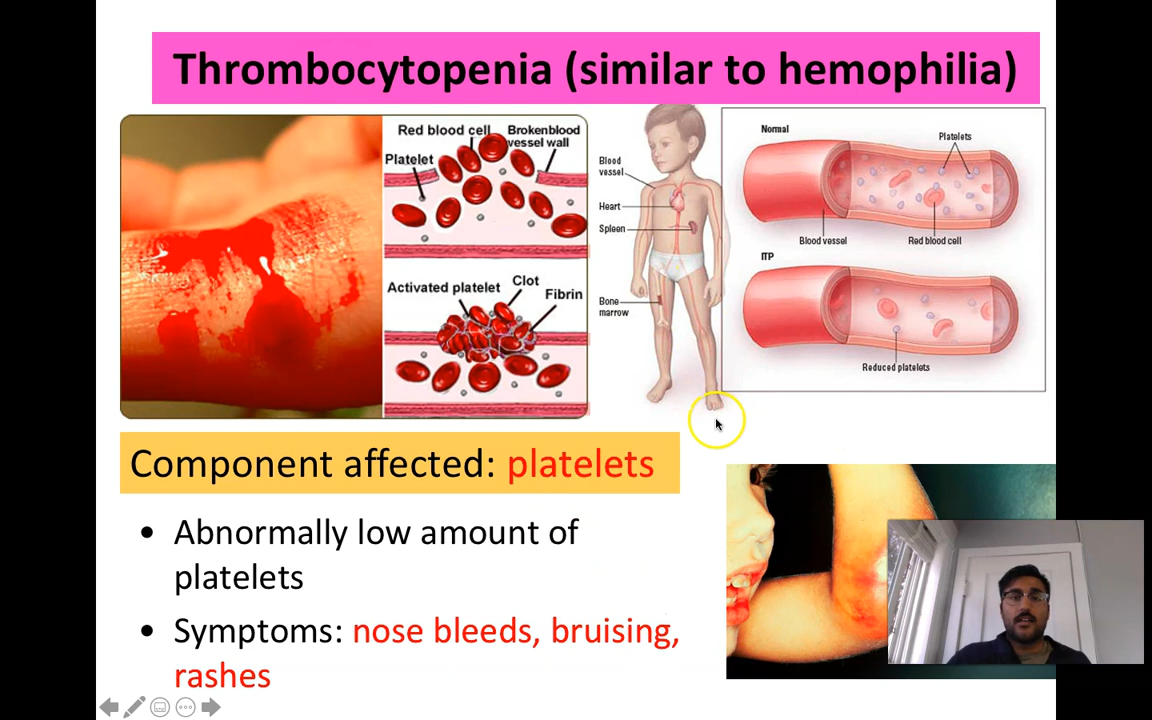 Thrombocytopenia (similar to hemophilia)
Red blood cell
Brokenblood
vessel wall
Platelet
Activated platelet
Clot
Fibrin
Blood
vessel
Heart
Spleen
Bone
marrow
Normal
Platelets
Blood vessel
Red blood cell
ITP
Reduced platelets
Component affected: platelets
• Abnormally low amount of
platelets
• Symptoms: nose bleeds, bruising,
rashes